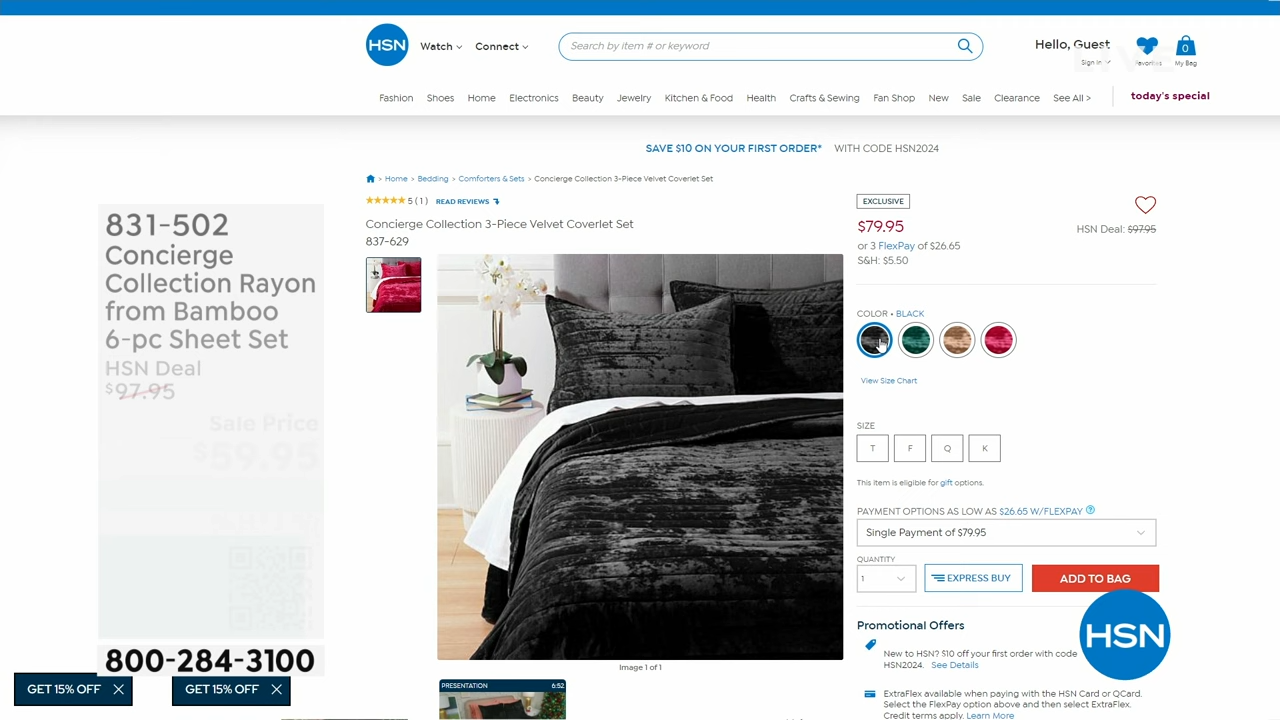 HSN
Watch
Connect
Search by item # or keyword
Hello, Guest
Sign In
Favorites
0
My Bag
Fashion
Shoes
Home
Electronics
Beauty
Jewelry
Kitchen & Food
Health
Crafts & Sewing
Fan Shop
New
Sale
Clearance
See All >
today's special
SAVE $10 ON YOUR FIRST ORDER* WITH CODE HSN2024
> Home > Bedding > Comforters & Sets > Concierge Collection 3-Piece Velvet Coverlet Set
5 ( 1 ) READ REVIEWS
Concierge Collection 3-Piece Velvet Coverlet Set
837-629
831-502
Concierge
Collection Rayon
from Bamboo
6-pc Sheet Set
HSN Deal
$97.95
Sale Price
$59.95
800-284-3100
GET 15% OFF
GET 15% OFF
Image 1 of 1
PRESENTATION 6:52
EXCLUSIVE
$79.95
HSN Deal: $97.95
or 3 FlexPay of $26.65
S&H: $5.50
COLOR • BLACK
View Size Chart
SIZE
T F Q K
This item is eligible for gift options.
PAYMENT OPTIONS AS LOW AS $26.65 W/FLEXPAY
Single Payment of $79.95
QUANTITY
1
EXPRESS BUY
ADD TO BAG
Promotional Offers
HSN
New to HSN? $10 off your first order with code
HSN2024. See Details
ExtraFlex available when paying with the HSN Card or QCard.
Select the FlexPay option above and then select ExtraFlex.
Credit terms apply. Learn More